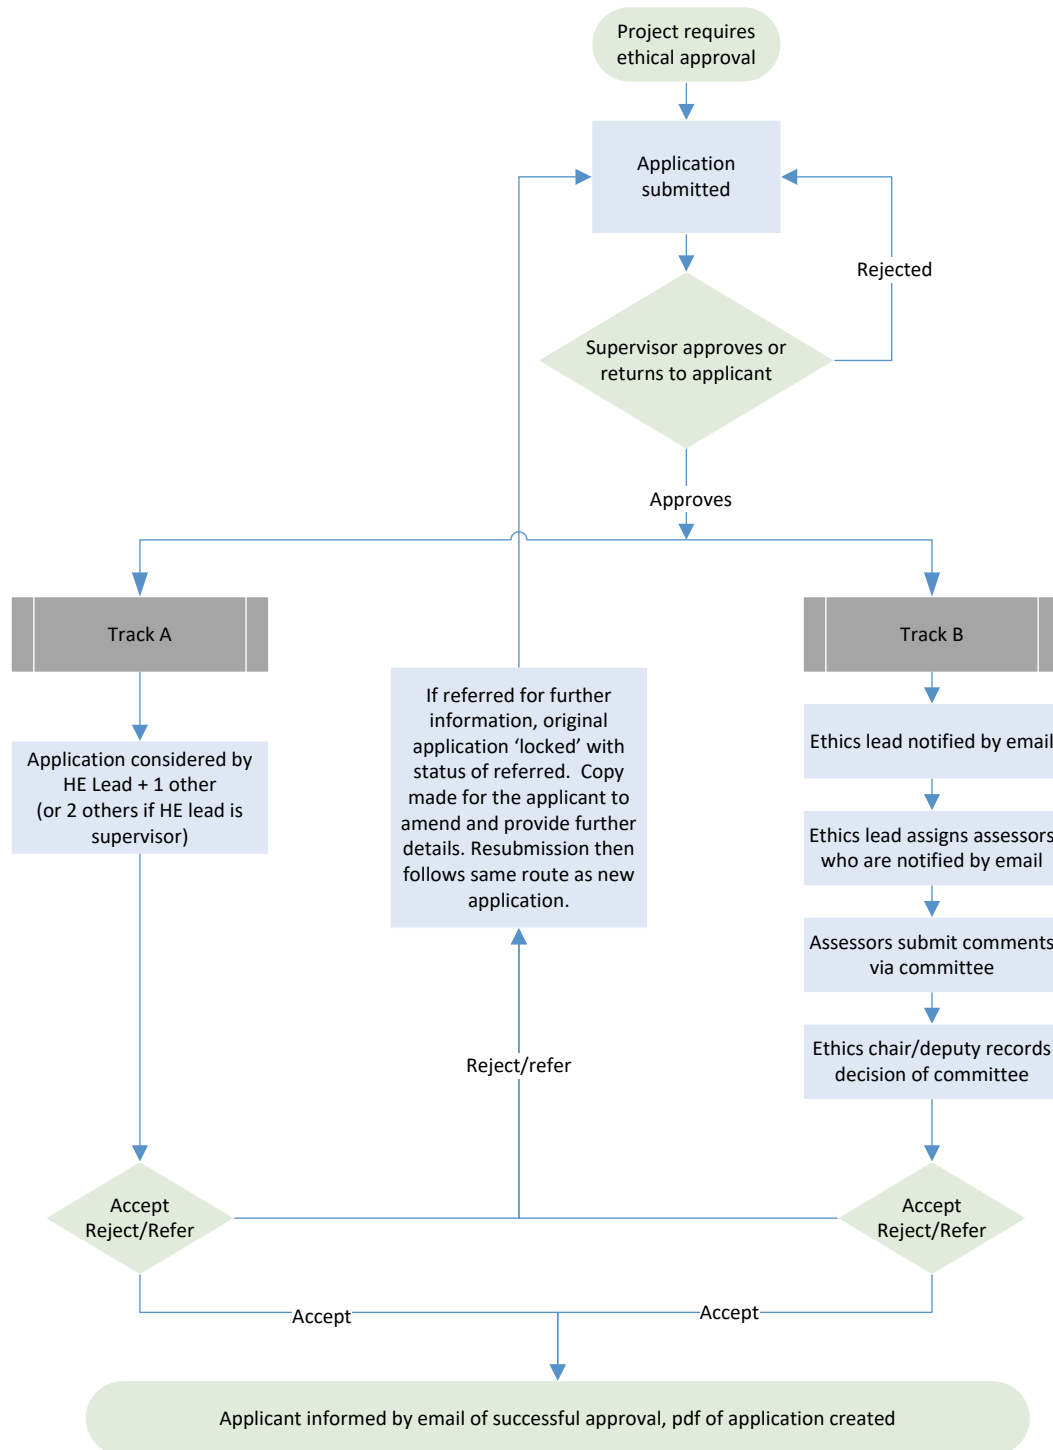 Project requires
ethical approval
Application
submitted
Rejected
Supervisor approves or
returns to applicant
Approves
Track A
Track B
Application considered by
HE Lead + 1 other
(or 2 others if HE lead is
supervisor)
If referred for further
information, original
application ‘locked’ with
status of referred.  Copy
made for the applicant to
amend and provide further
details. Resubmission then
follows same route as new
application.
Ethics lead notified by email
Ethics lead assigns assessors
who are notified by email
Assessors submit comments
via committee
Ethics chair/deputy records
decision of committee
Reject/refer
Accept
Reject/Refer
Accept
Reject/Refer
Accept
Accept
Applicant informed by email of successful approval, pdf of application created